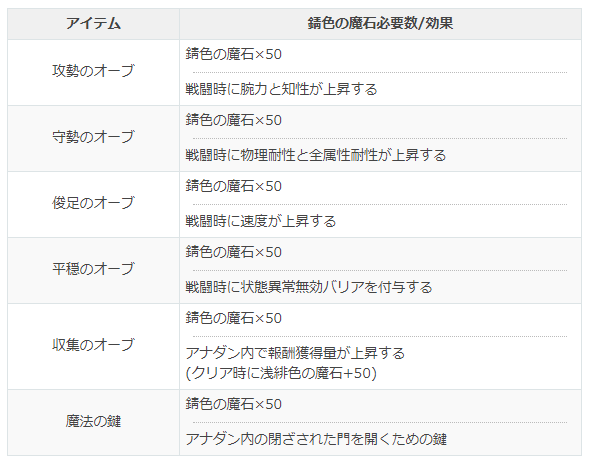 アイテム
錆色の魔石必要数/効果
攻勢のオーブ
錆色の魔石×50
戦闘時に腕力と知性が上昇する
守勢のオーブ
錆色の魔石×50
戦闘時に物理耐性と全属性耐性が上昇する
俊足のオーブ
錆色の魔石×50
戦闘時に速度が上昇する
平穏のオーブ
錆色の魔石×50
戦闘時に状態異常無効バリアを付与する
収集のオーブ
錆色の魔石×50
アナダン内で報酬獲得量が上昇する
(クリア時に浅緋色の魔石+50)
魔法の鍵
錆色の魔石×50
アナダン内の閉ざされた門を開くための鍵